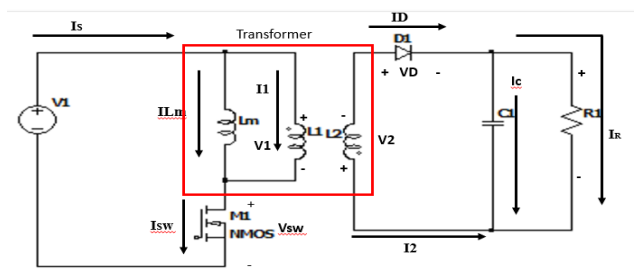 Transformer
ID
Is
D1
+ VD -
Ic
V1
+
ILm
I1
-
+
+
Lm
L1
L2
C1
R1
IR
V1
V2
-
+
-
+
Isw
M1
Vsw
NMOS
I2
-